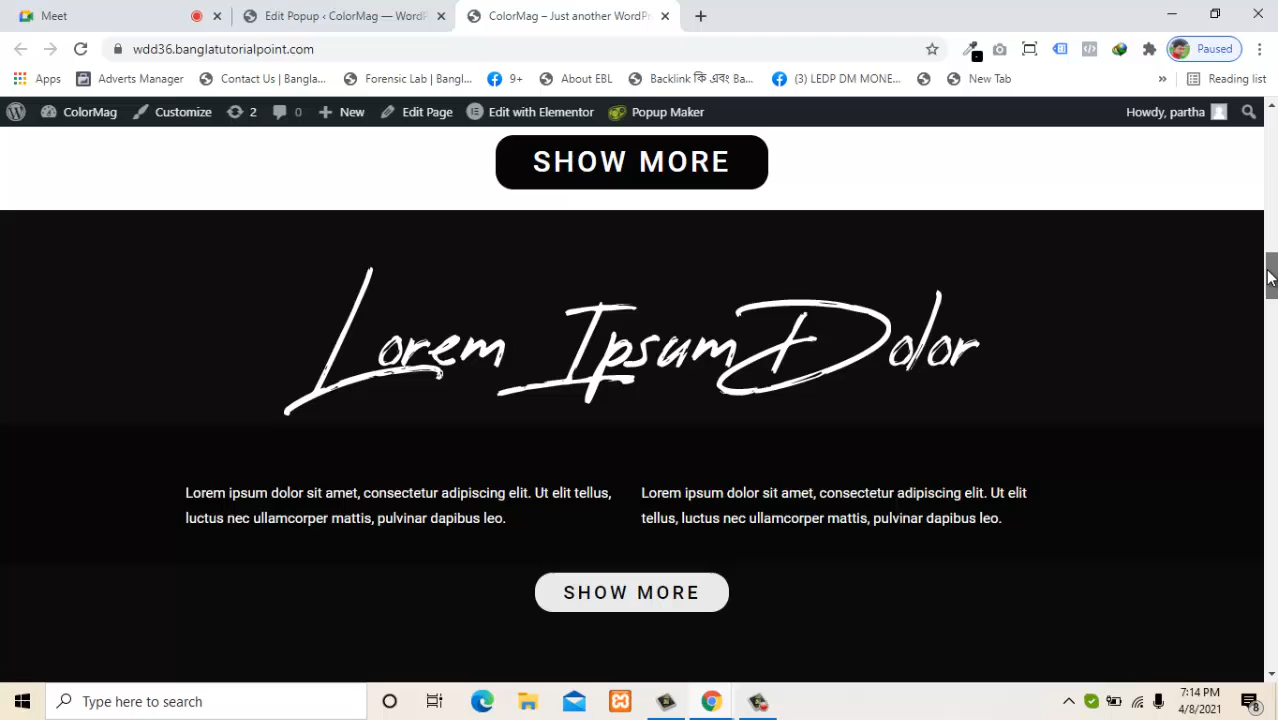 Meet
Edit Popup ‹ ColorMag — WordP
ColorMag – Just another WordPr
wdd36.banglatutorialpoint.com
Paused
Apps
Adverts Manager
Contact Us | Bangla...
Forensic Lab | Bangl...
9+
About EBL
Backlink কি এবং Ba...
(3) LEDP DM MONE...
New Tab
»
Reading list
ColorMag
Customize
2
0
New
Edit Page
Edit with Elementor
Popup Maker
Howdy, partha
SHOW MORE
Lorem Ipsum Dolor
Lorem ipsum dolor sit amet, consectetur adipiscing elit. Ut elit tellus,
luctus nec ullamcorper mattis, pulvinar dapibus leo.
Lorem ipsum dolor sit amet, consectetur adipiscing elit. Ut elit
tellus, luctus nec ullamcorper mattis, pulvinar dapibus leo.
SHOW MORE
Type here to search
7:14 PM
4/8/2021
8